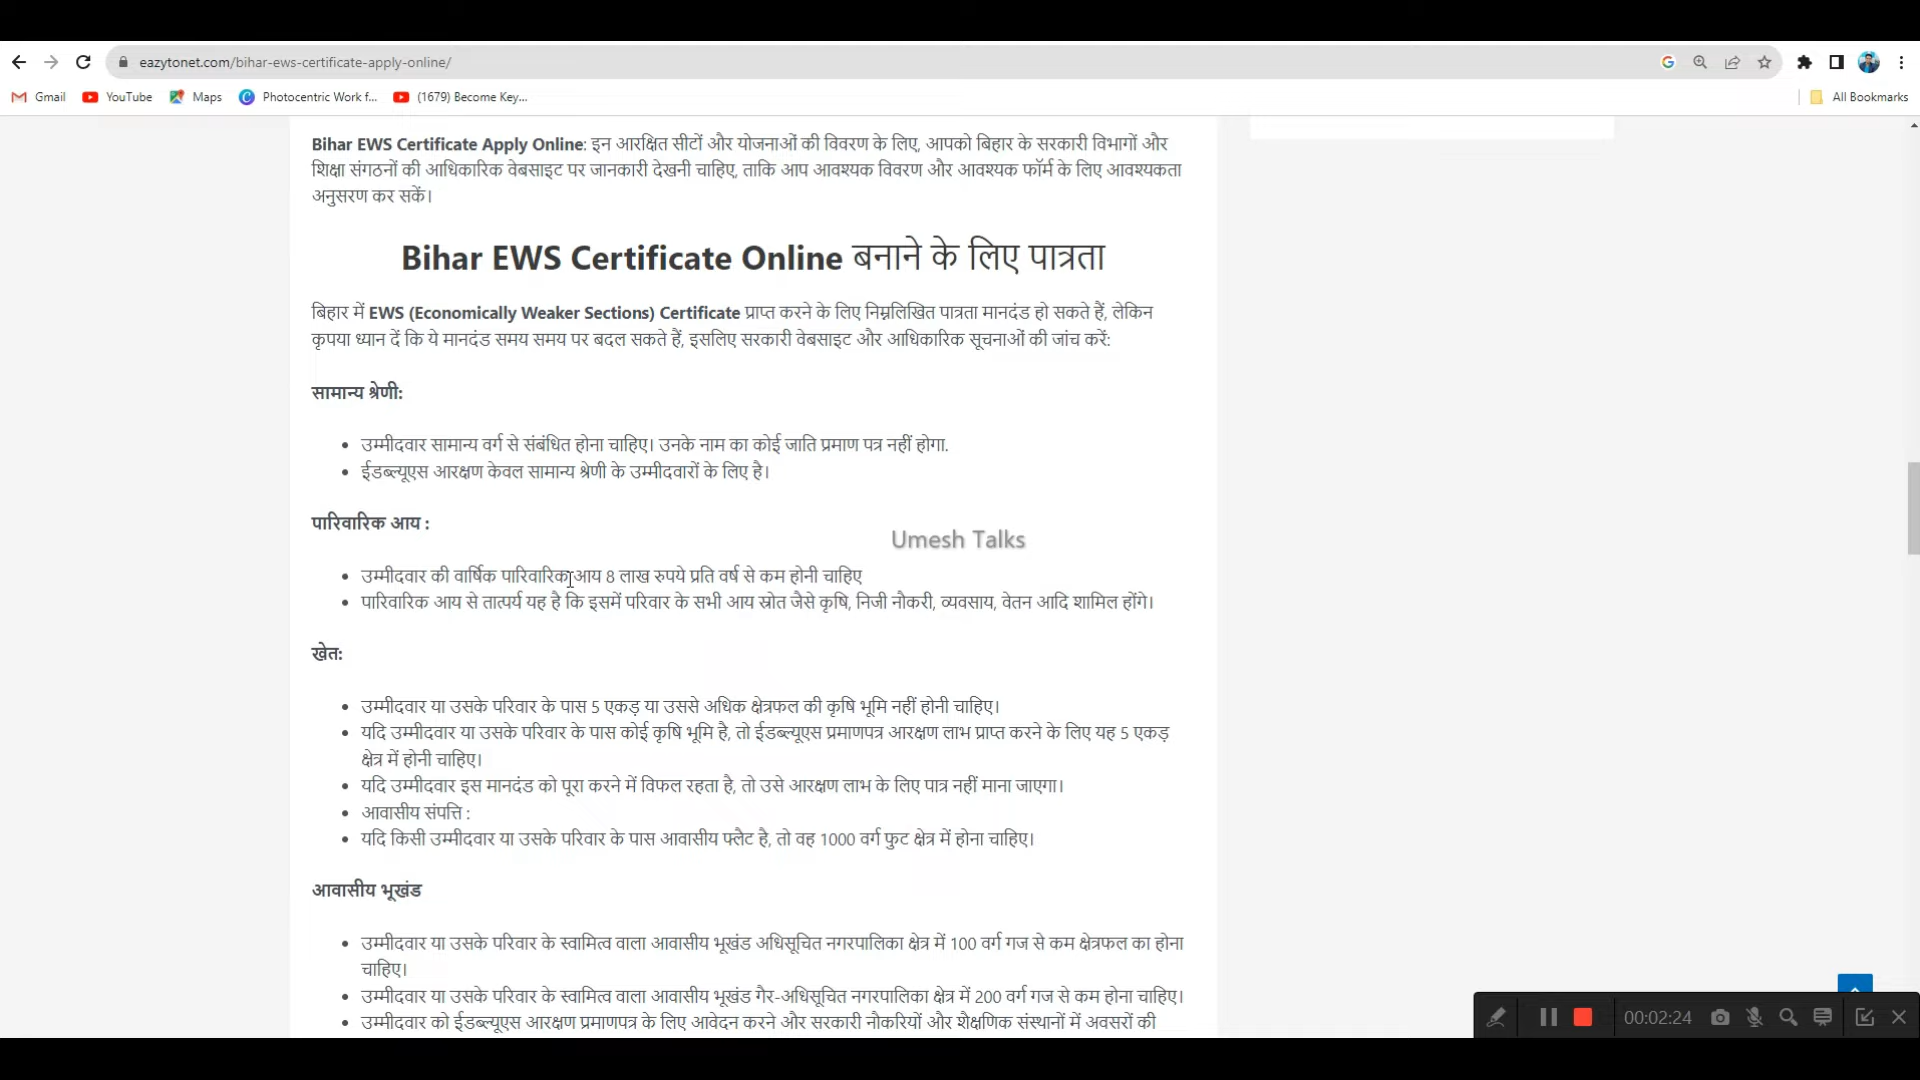 eazytonet.com/bihar-ews-certificate-apply-online/
Gmail YouTube Maps Photocentric Work f... (1679) Become Key... All Bookmarks
Bihar EWS Certificate Apply Online: इन आरक्षित सीटों और योजनाओं की विवरण के लिए, आपको बिहार के सरकारी विभागों और
शिक्षा संगठनों की आधिकारिक वेबसाइट पर जानकारी देखनी चाहिए, ताकि आप आवश्यक विवरण और आवश्यक फॉर्म के लिए आवश्यकता
अनुसरण कर सकें।
Bihar EWS Certificate Online बनाने के लिए पात्रता
बिहार में EWS (Economically Weaker Sections) Certificate प्राप्त करने के लिए निम्नलिखित पात्रता मानदंड हो सकते हैं, लेकिन
कृपया ध्यान दें कि ये मानदंड समय समय पर बदल सकते हैं, इसलिए सरकारी वेबसाइट और आधिकारिक सूचनाओं की जांच करें:
सामान्य श्रेणी:
उम्मीदवार सामान्य वर्ग से संबंधित होना चाहिए। उनके नाम का कोई जाति प्रमाण पत्र नहीं होगा.
ईडब्ल्यूएस आरक्षण केवल सामान्य श्रेणी के उम्मीदवारों के लिए है।
पारिवारिक आय :
Umesh Talks
उम्मीदवार की वार्षिक पारिवारिक आय 8 लाख रुपये प्रति वर्ष से कम होनी चाहिए
पारिवारिक आय से तात्पर्य यह है कि इसमें परिवार के सभी आय स्रोत जैसे कृषि, निजी नौकरी, व्यवसाय, वेतन आदि शामिल होंगे।
खेत:
उम्मीदवार या उसके परिवार के पास 5 एकड़ या उससे अधिक क्षेत्रफल की कृषि भूमि नहीं होनी चाहिए।
यदि उम्मीदवार या उसके परिवार के पास कोई कृषि भूमि है, तो ईडब्ल्यूएस प्रमाणपत्र आरक्षण लाभ प्राप्त करने के लिए यह 5 एकड़
क्षेत्र में होनी चाहिए।
यदि उम्मीदवार इस मानदंड को पूरा करने में विफल रहता है, तो उसे आरक्षण लाभ के लिए पात्र नहीं माना जाएगा।
आवासीय संपत्ति :
यदि किसी उम्मीदवार या उसके परिवार के पास आवासीय फ्लैट है, तो वह 1000 वर्ग फुट क्षेत्र में होना चाहिए।
आवासीय भूखंड
उम्मीदवार या उसके परिवार के स्वामित्व वाला आवासीय भूखंड अधिसूचित नगरपालिका क्षेत्र में 100 वर्ग गज से कम क्षेत्रफल का होना
चाहिए।
उम्मीदवार या उसके परिवार के स्वामित्व वाला आवासीय भूखंड गैर-अधिसूचित नगरपालिका क्षेत्र में 200 वर्ग गज से कम होना चाहिए।
उम्मीदवार को ईडब्ल्यूएस आरक्षण प्रमाणपत्र के लिए आवेदन करने और सरकारी नौकरियों और शैक्षणिक संस्थानों में अवसरों की
00:02:24